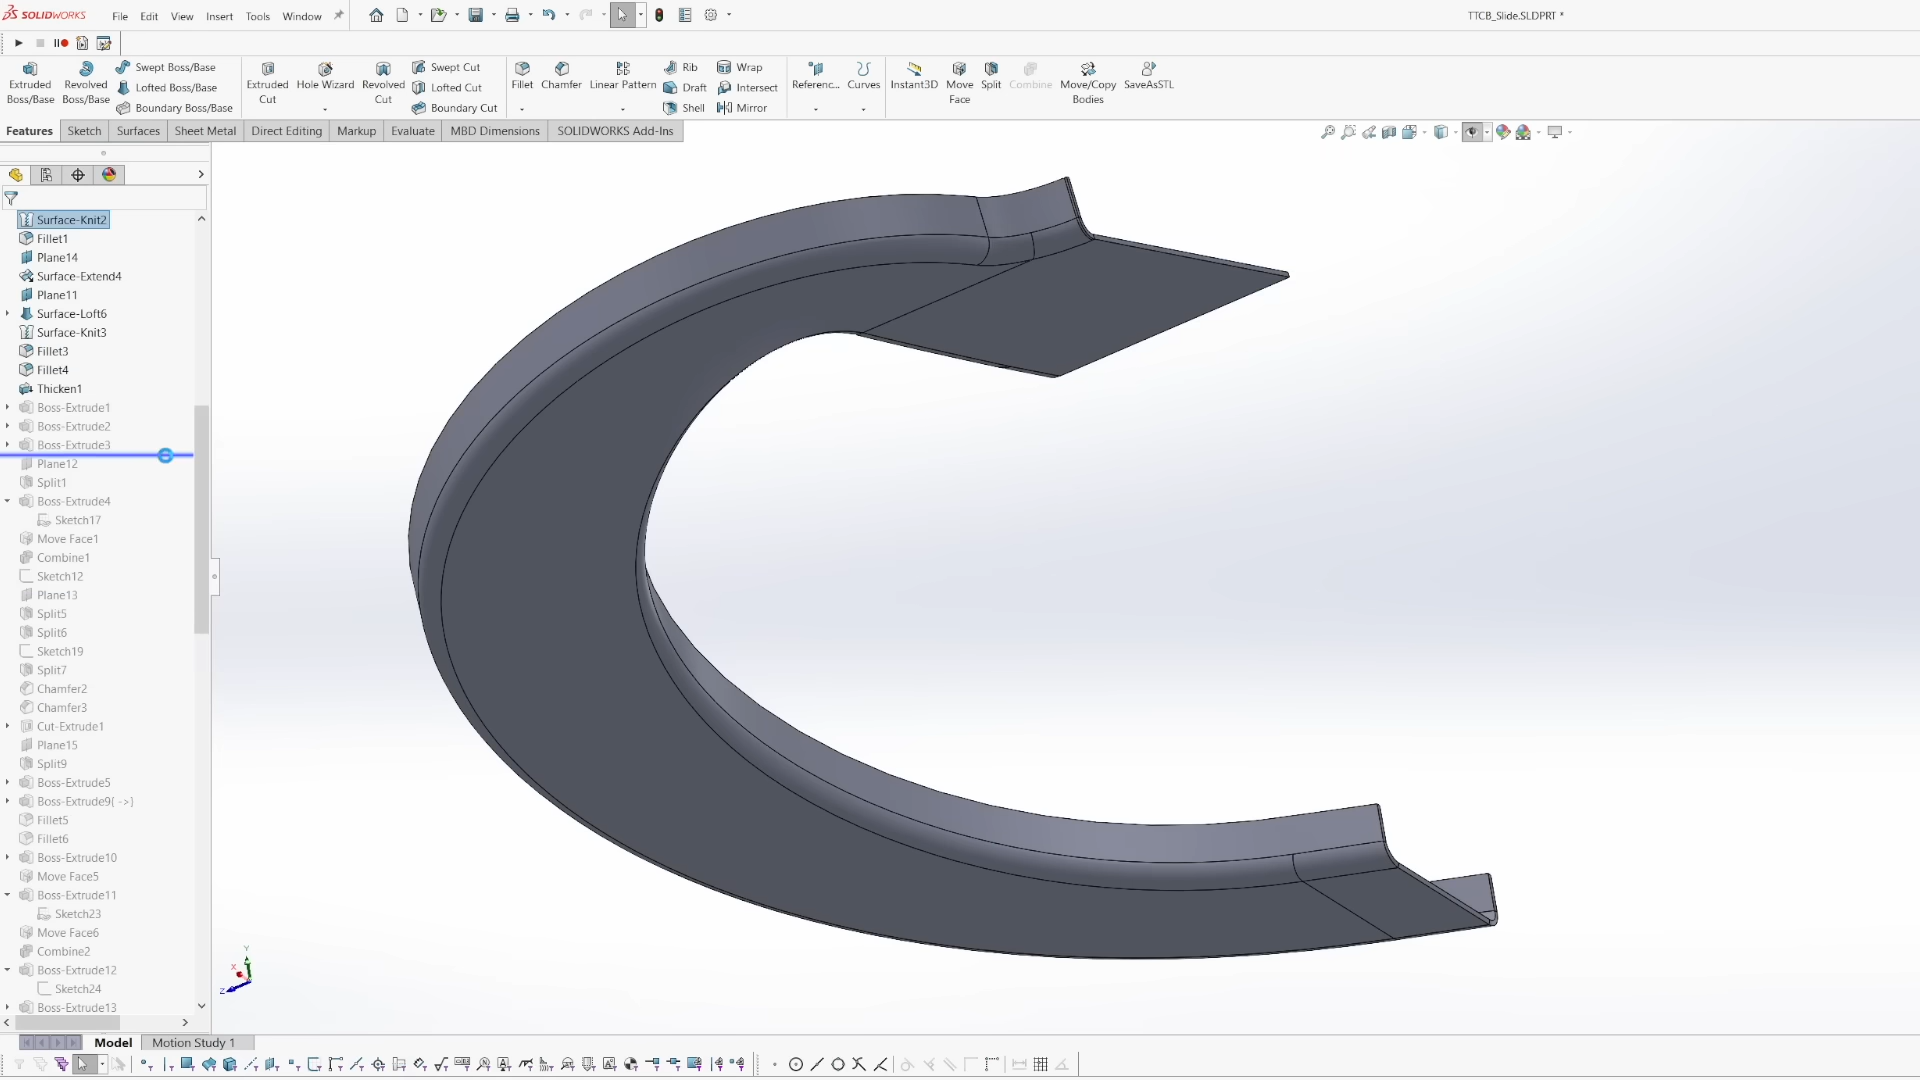 SOLIDWORKS File Edit View Insert Tools Window TTCB_Slide.SLDPRT *
Extruded Boss/Base
Revolved Boss/Base
Swept Boss/Base
Lofted Boss/Base
Boundary Boss/Base
Extruded Cut
Hole Wizard
Revolved Cut
Swept Cut
Lofted Cut
Boundary Cut
Fillet
Chamfer
Linear Pattern
Rib
Draft
Shell
Wrap
Intersect
Mirror
Referenc...
Curves
Instant3D
Move Face
Split
Combine
Move/Copy Bodies
SaveAsSTL
Features Sketch Surfaces Sheet Metal Direct Editing Markup Evaluate MBD Dimensions SOLIDWORKS Add-Ins
Surface-Knit2
Fillet1
Plane14
Surface-Extend4
Plane11
Surface-Loft6
Surface-Knit3
Fillet3
Fillet4
Thicken1
Boss-Extrude1
Boss-Extrude2
Boss-Extrude3
Plane12
Split1
Boss-Extrude4
Sketch17
Move Face1
Combine1
Sketch12
Plane13
Split5
Split6
Sketch19
Split7
Chamfer2
Chamfer3
Cut-Extrude1
Plane15
Split9
Boss-Extrude5
Boss-Extrude9{ ->}
Fillet5
Fillet6
Boss-Extrude10
Move Face5
Boss-Extrude11
Sketch23
Move Face6
Combine2
Boss-Extrude12
Sketch24
Boss-Extrude13
Y
X
Z
Model Motion Study 1